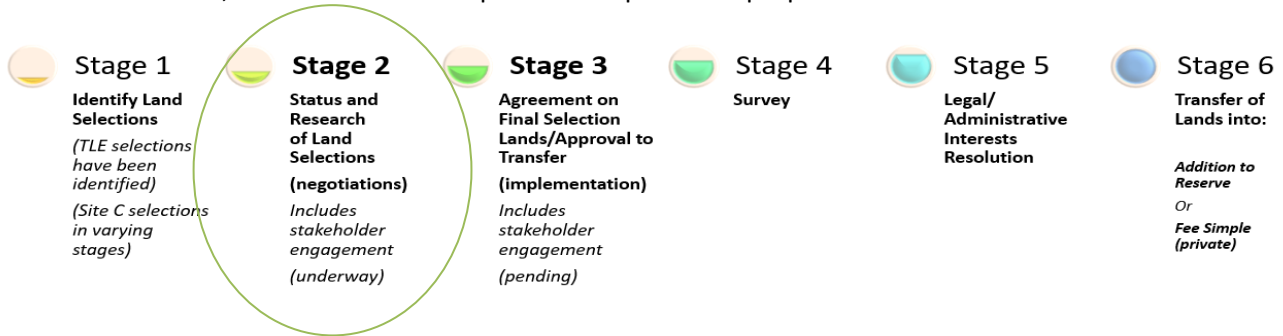 Stage 1
Identify Land
Selections
(TLE selections
have been
identified)
(Site C selections
in varying
stages)
Stage 2
Status and
Research
of Land
Selections
(negotiations)
Includes
stakeholder
engagement
(underway)
Stage 3
Agreement on
Final Selection
Lands/Approval to
Transfer
(implementation)
Includes
stakeholder
engagement
(pending)
Stage 4
Survey
Stage 5
Legal/
Administrative
Interests
Resolution
Stage 6
Transfer of
Lands into:
Addition to
Reserve
Or
Fee Simple
(private)